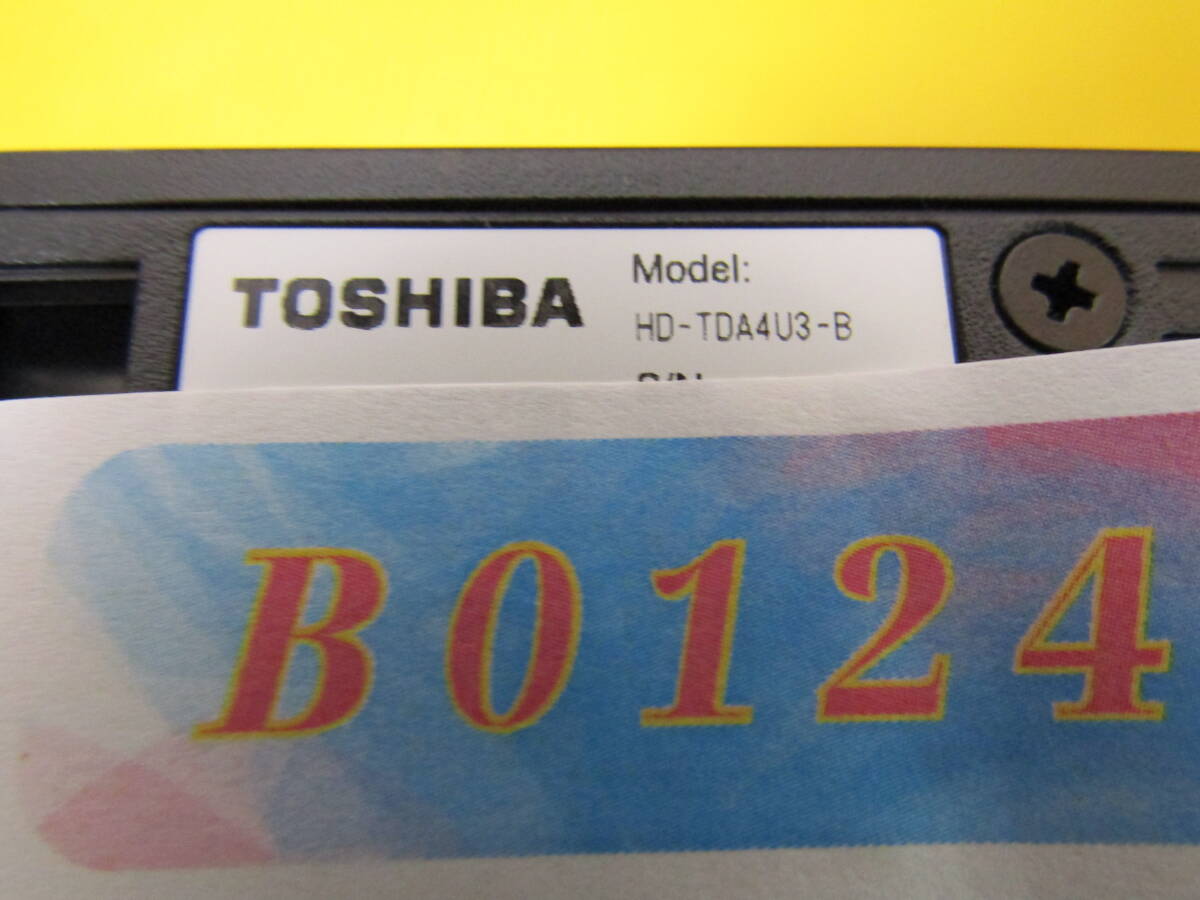 TOSHIBA
Model:
HD-TDA4U3-B
S/N
B0124